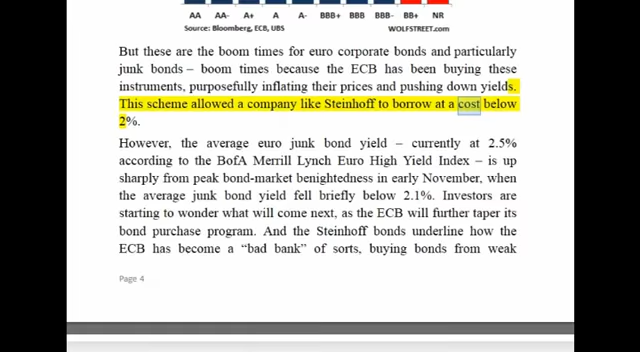 AA AA- A+ A A- BBB+ BBB BBB- BB+ NR
Source: Bloomberg, ECB, UBS WOLFSTREET.com
But these are the boom times for euro corporate bonds and particularly
junk bonds – boom times because the ECB has been buying these
instruments, purposefully inflating their prices and pushing down yields.
This scheme allowed a company like Steinhoff to borrow at a cost below
2%.
However, the average euro junk bond yield – currently at 2.5%
according to the BofA Merrill Lynch Euro High Yield Index – is up
sharply from peak bond-market benightedness in early November, when
the average junk bond yield fell briefly below 2.1%. Investors are
starting to wonder what will come next, as the ECB will further taper its
bond purchase program. And the Steinhoff bonds underline how the
ECB has become a “bad bank” of sorts, buying bonds from weak
Page 4